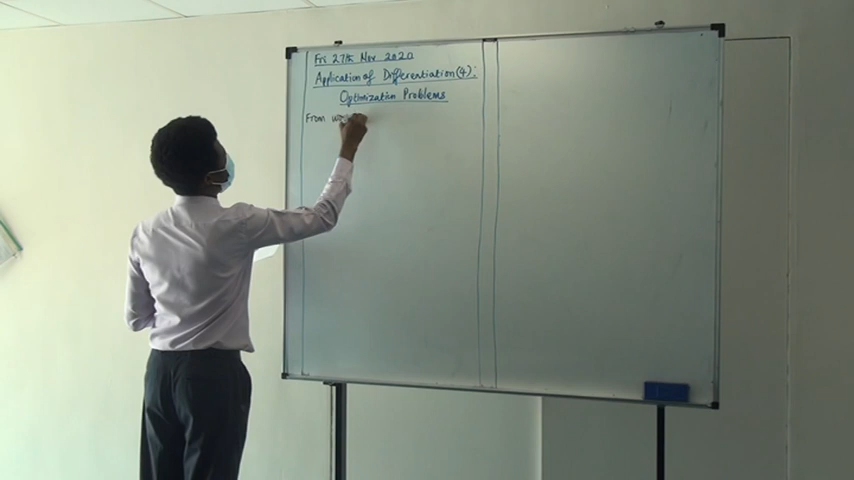 Fri 27th Nov 2020
Application of Differentiation (4):
Optimization Problems
From